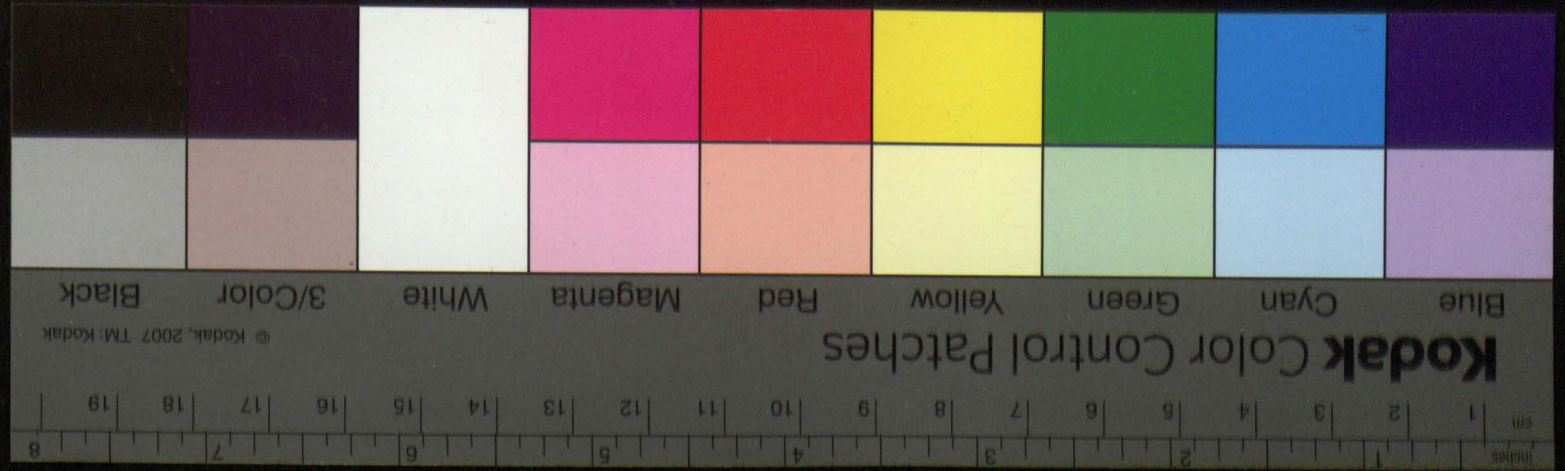 inches 1 2 3 4 5 6 7 8
cm 1 2 3 4 5 6 7 8 9 10 11 12 13 14 15 16 17 18 19
Kodak Color Control Patches
© Kodak, 2007 TM: Kodak
Blue Cyan Green Yellow Red Magenta White 3/Color Black